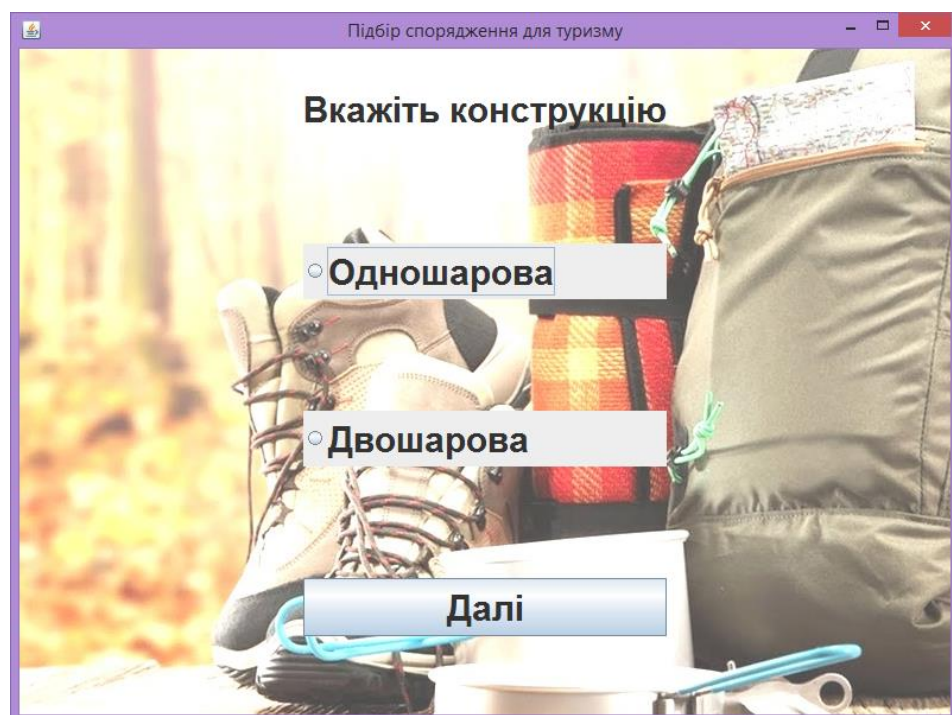 Підбір спорядження для туризму
Вкажіть конструкцію
Одношарова
Двошарова
Далі